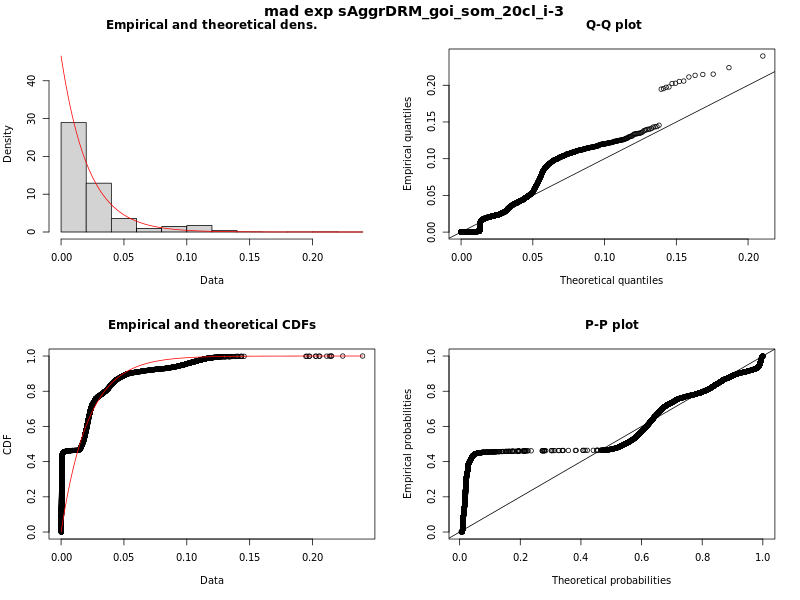 mad exp sAggrDRM_goi_som_20cl_i-3
Empirical and theoretical dens.
Density
0 10 20 30 40
0.00 0.05 0.10 0.15 0.20
Data
Q-Q plot
Empirical quantiles
0.00 0.05 0.10 0.15 0.20
0.00 0.05 0.10 0.15 0.20
Theoretical quantiles
Empirical and theoretical CDFs
CDF
0.0 0.2 0.4 0.6 0.8 1.0
0.00 0.05 0.10 0.15 0.20
Data
P-P plot
Empirical probabilities
0.0 0.2 0.4 0.6 0.8 1.0
0.0 0.2 0.4 0.6 0.8 1.0
Theoretical probabilities